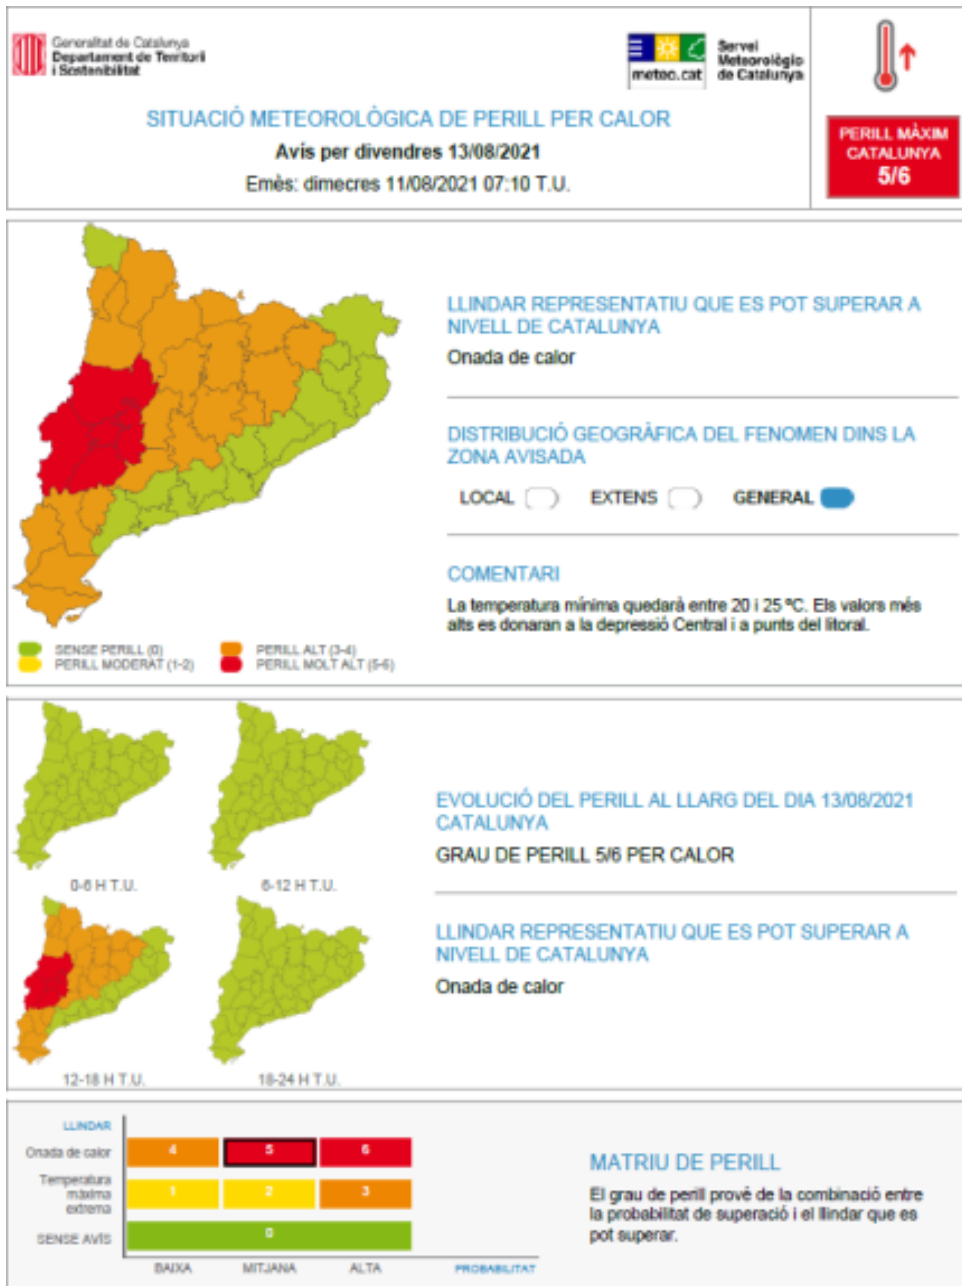 Generalitat de Catalunya
Departament de Territori
i Sostenibilitat
meteo.cat
Servei
Meteorològic
de Catalunya
SITUACIÓ METEOROLÒGICA DE PERILL PER CALOR
Avís per divendres 13/08/2021
Emès: dimecres 11/08/2021 07:10 T.U.
PERILL MÀXIM
CATALUNYA
5/6
LLINDAR REPRESENTATIU QUE ES POT SUPERAR A
NIVELL DE CATALUNYA
Onada de calor
DISTRIBUCIÓ GEOGRÀFICA DEL FENOMEN DINS LA
ZONA AVISADA
LOCAL EXTENS GENERAL
COMENTARI
La temperatura mínima quedarà entre 20 i 25 ºC. Els valors més
alts es donaran a la depressió Central i a punts del litoral.
SENSE PERILL (0) PERILL ALT (3-4)
PERILL MODERAT (1-2) PERILL MOLT ALT (5-6)
0-6 H T.U. 6-12 H T.U.
12-18 H T.U. 18-24 H T.U.
EVOLUCIÓ DEL PERILL AL LLARG DEL DIA 13/08/2021
CATALUNYA
GRAU DE PERILL 5/6 PER CALOR
LLINDAR REPRESENTATIU QUE ES POT SUPERAR A
NIVELL DE CATALUNYA
Onada de calor
LLINDAR
Onada de calor 4 5 6
Temperatura
màxima
extrema
1 2 3
SENSE AVÍS 0
BAIXA MITJANA ALTA PROBABILITAT
MATRIU DE PERILL
El grau de perill prové de la combinació entre
la probabilitat de superació i el llindar que es
pot superar.